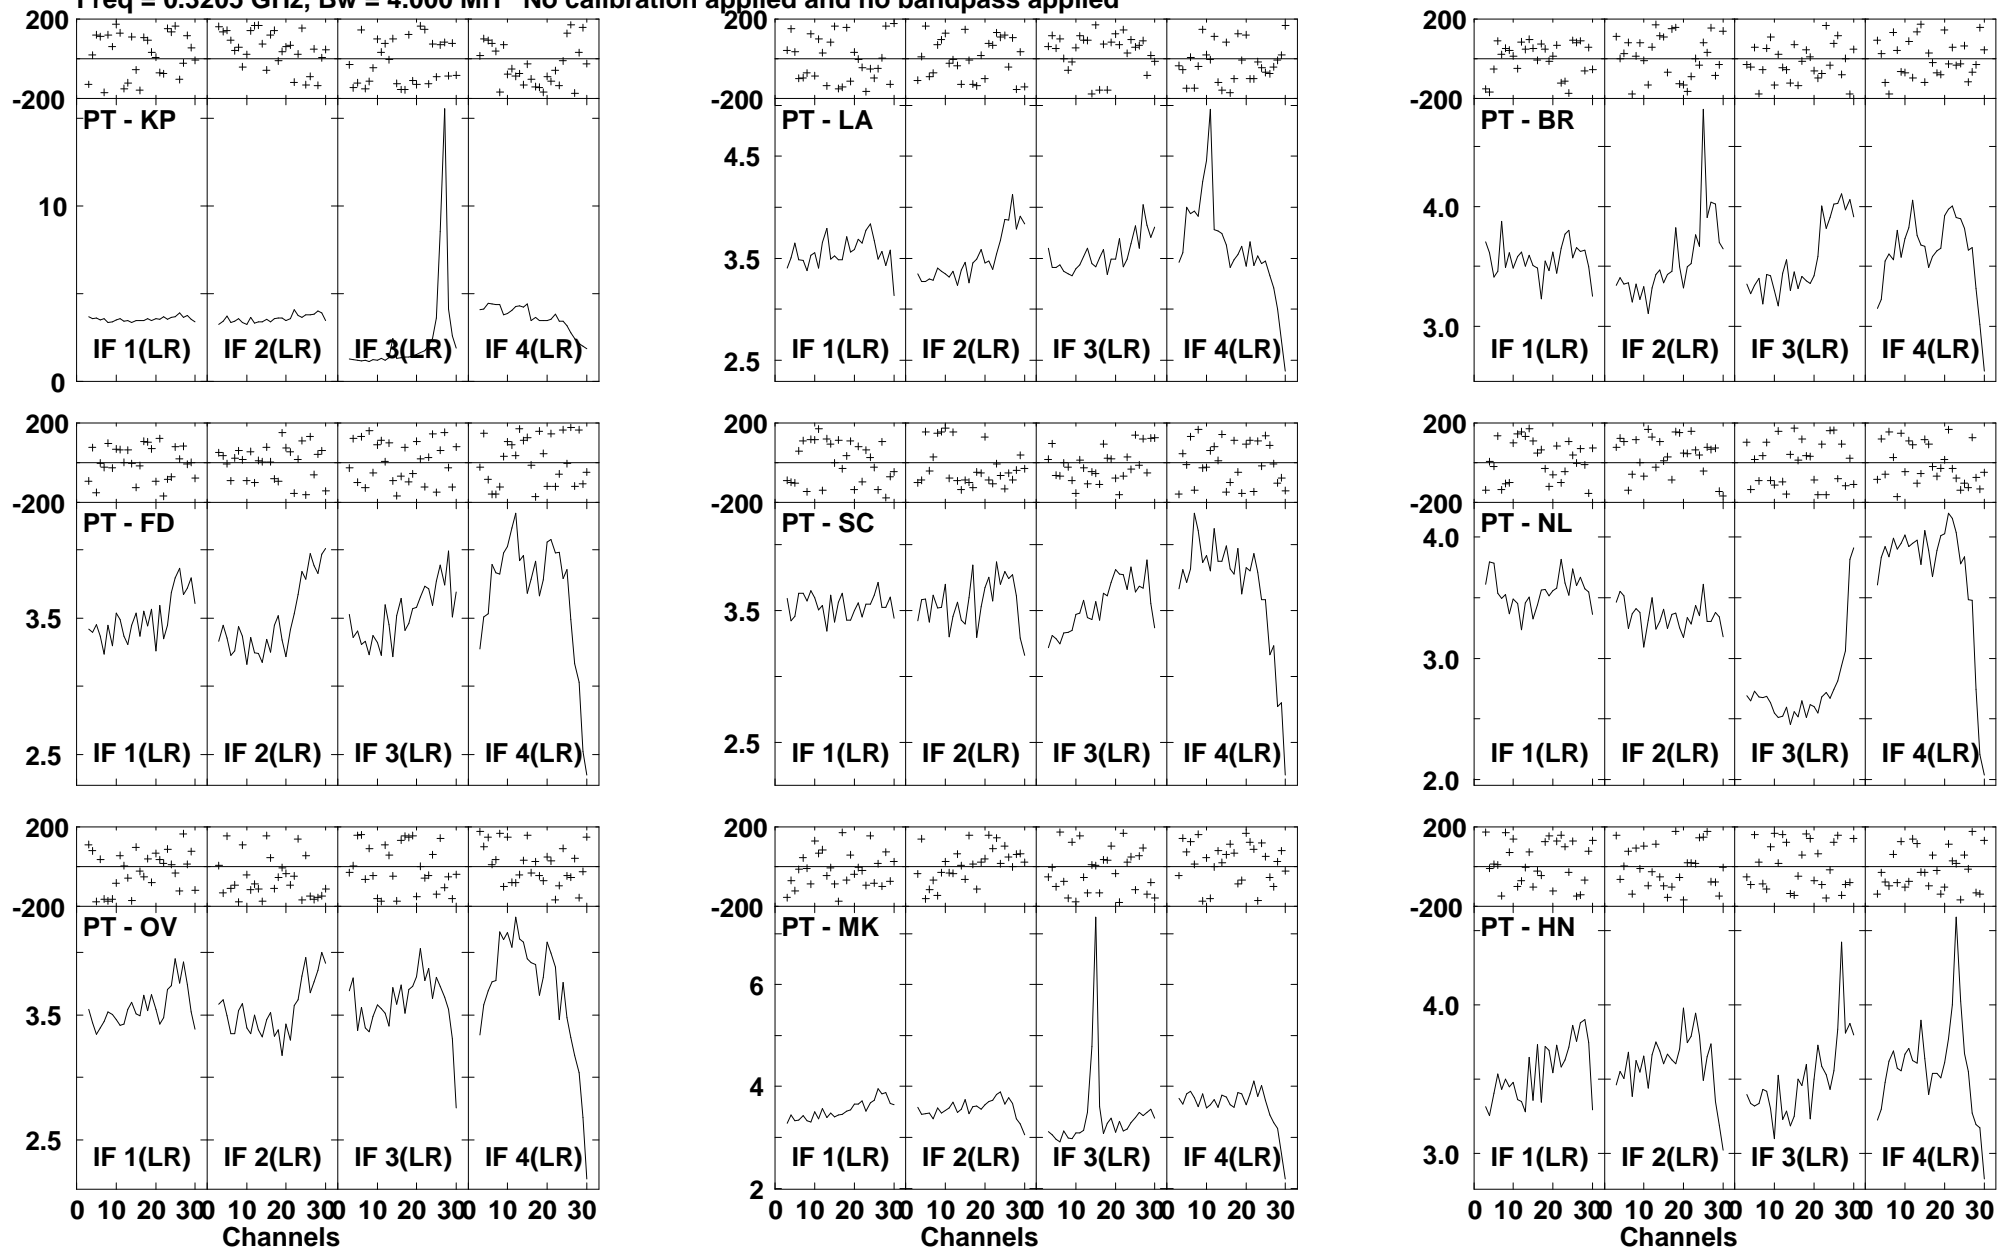 Freq = 0.3205 GHz, Bw = 4.000 MH No calibration applied and no bandpass applied
200
-200
PT - KP
10
0
IF 1(LR) IF 2(LR) IF 3(LR) IF 4(LR)
PT - LA
4.5
3.5
2.5
IF 1(LR) IF 2(LR) IF 3(LR) IF 4(LR)
200
-200
PT - BR
4.0
3.0
IF 1(LR) IF 2(LR) IF 3(LR) IF 4(LR)
200
-200
PT - FD
3.5
2.5
IF 1(LR) IF 2(LR) IF 3(LR) IF 4(LR)
200
-200
PT - SC
3.5
2.5
IF 1(LR) IF 2(LR) IF 3(LR) IF 4(LR)
200
-200
PT - NL
4.0
3.0
2.0
IF 1(LR) IF 2(LR) IF 3(LR) IF 4(LR)
200
-200
PT - OV
3.5
2.5
IF 1(LR) IF 2(LR) IF 3(LR) IF 4(LR)
0 10 20 30 0 10 20 30 0 10 20 30 0 10 20 30
Channels
200
-200
PT - MK
6
4
2
IF 1(LR) IF 2(LR) IF 3(LR) IF 4(LR)
0 10 20 30 0 10 20 30 0 10 20 30 0 10 20 30
Channels
200
-200
PT - HN
4.0
3.0
IF 1(LR) IF 2(LR) IF 3(LR) IF 4(LR)
0 10 20 30 0 10 20 30 0 10 20 30 0 10 20 30
Channels